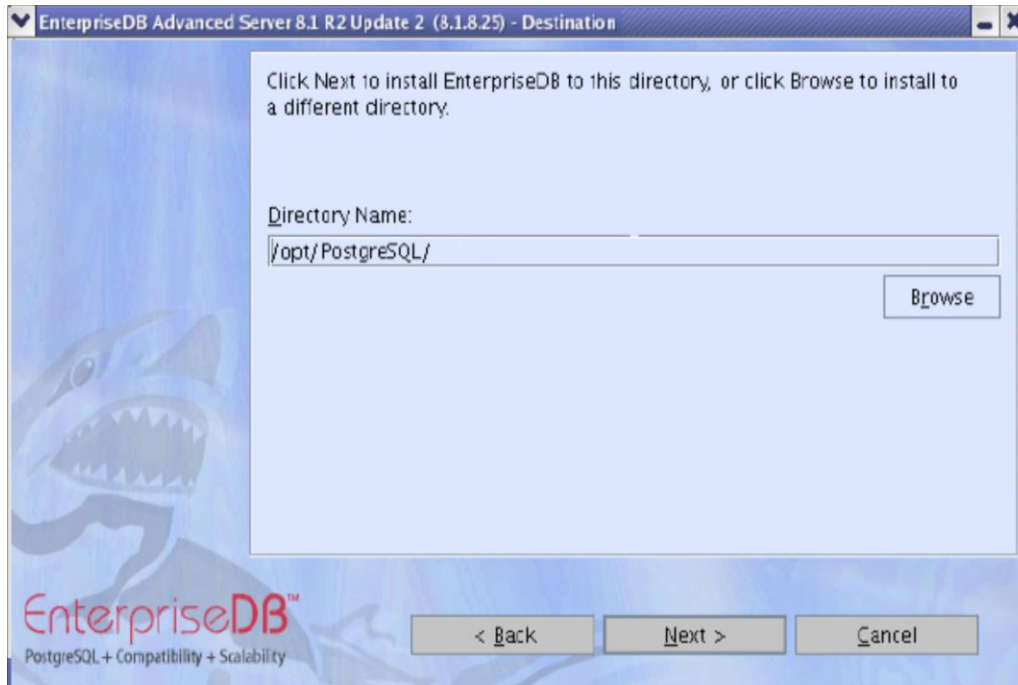 EnterpriseDB Advanced Server 8.1 R2 Update 2 (8.1.8.25) - Destination
Click Next to install EnterpriseDB to this directory, or click Browse to install to
a different directory.
Directory Name:
/opt/PostgreSQL/
Browse
EnterpriseDB™
PostgreSQL + Compatibility + Scalability
< Back
Next >
Cancel